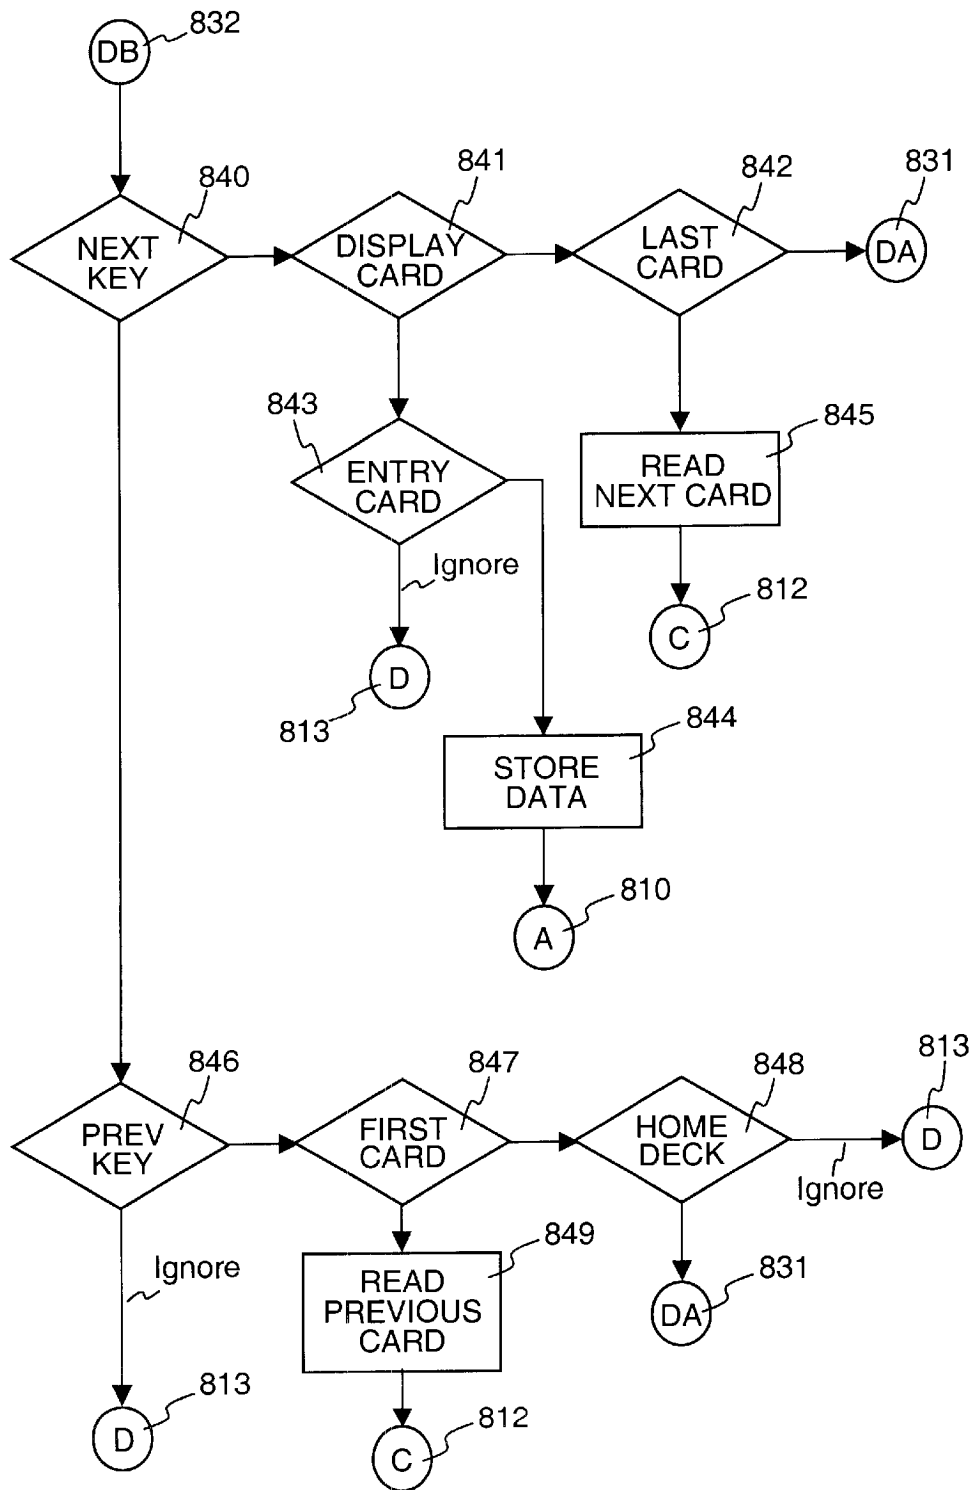 DB
832
NEXT
KEY
840
DISPLAY
CARD
841
LAST
CARD
842
DA
831
ENTRY
CARD
843
READ
NEXT CARD
845
Ignore
D
813
C
812
STORE
DATA
844
A
810
PREV
KEY
846
FIRST
CARD
847
HOME
DECK
848
Ignore
D
813
Ignore
D
813
READ
PREVIOUS
CARD
849
DA
831
C
812